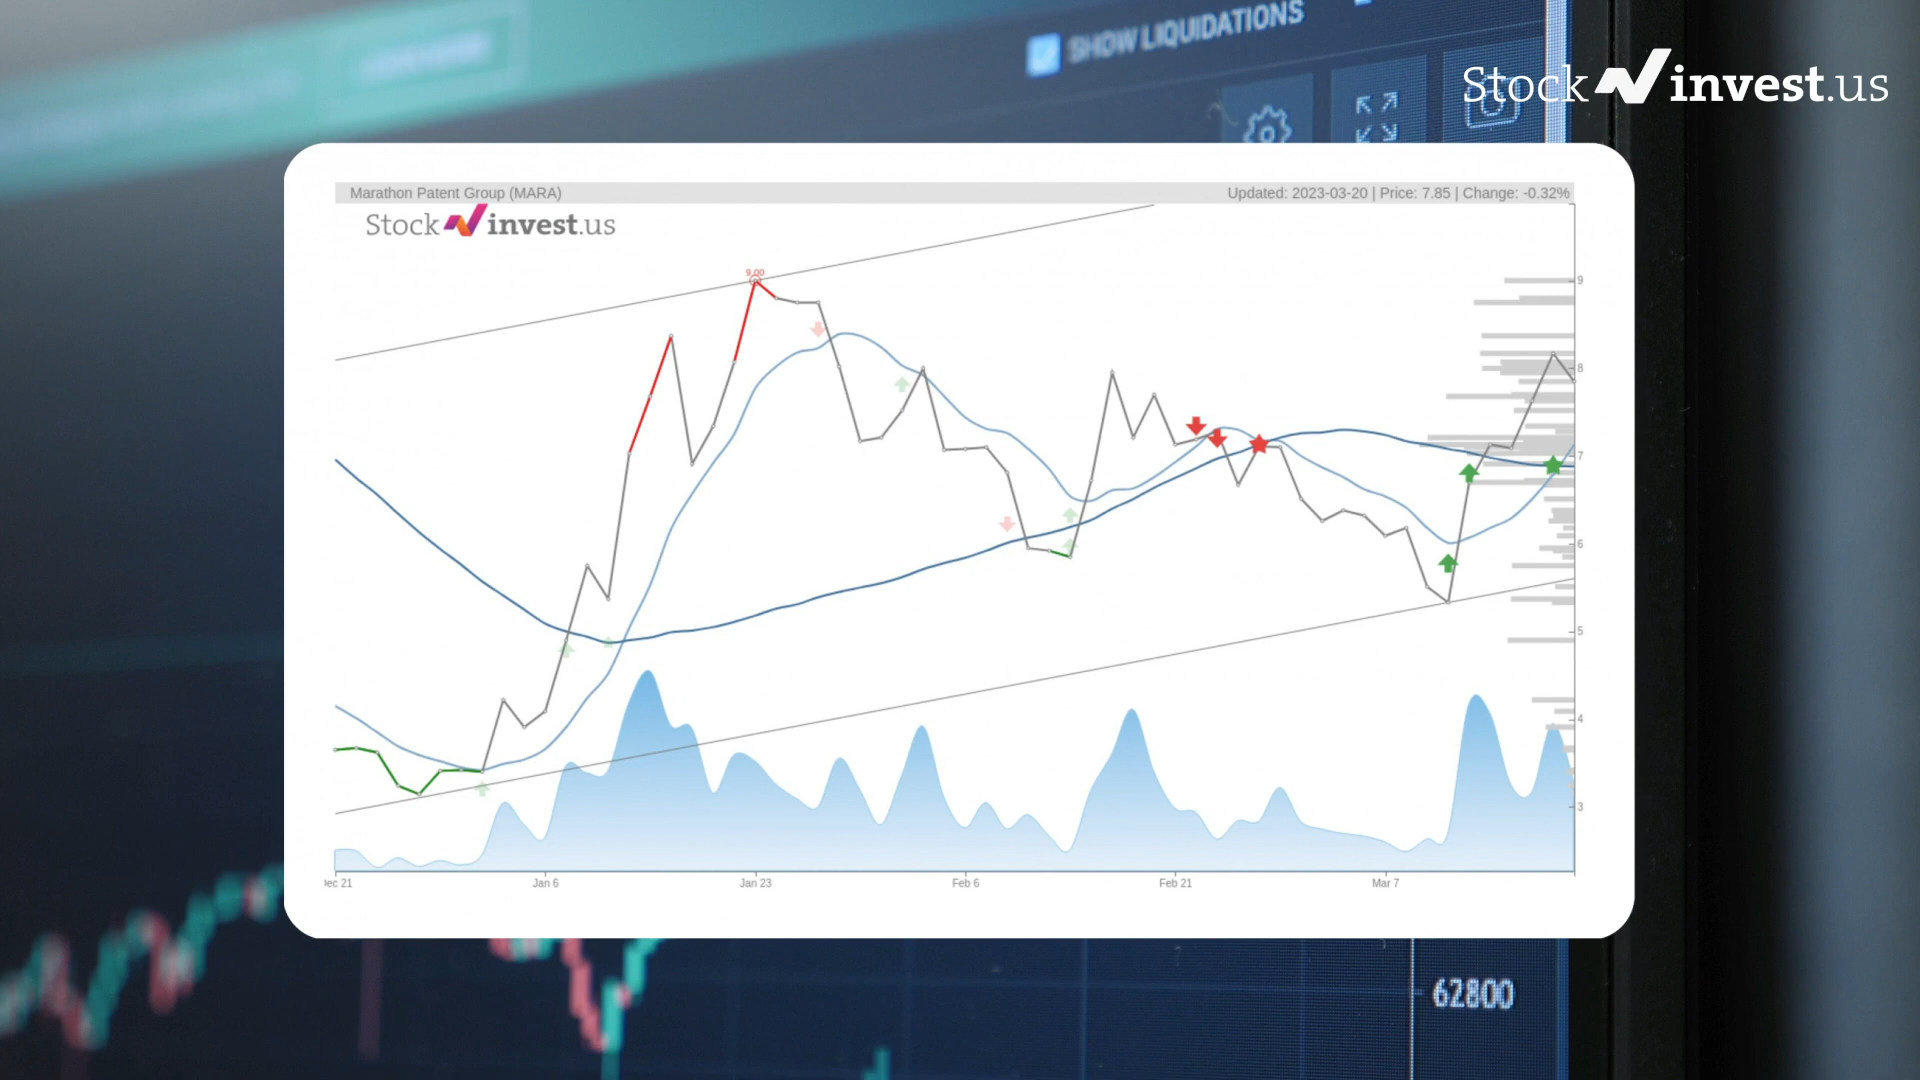 SHOW LIQUIDATIONS
Stock invest.us
Marathon Patent Group (MARA)
Updated: 2023-03-20 | Price: 7.85 | Change: -0.32%
Stock invest.us
9.00
9
8
7
6
5
4
3
ec 21
Jan 6
Jan 23
Feb 6
Feb 21
Mar 7
62800